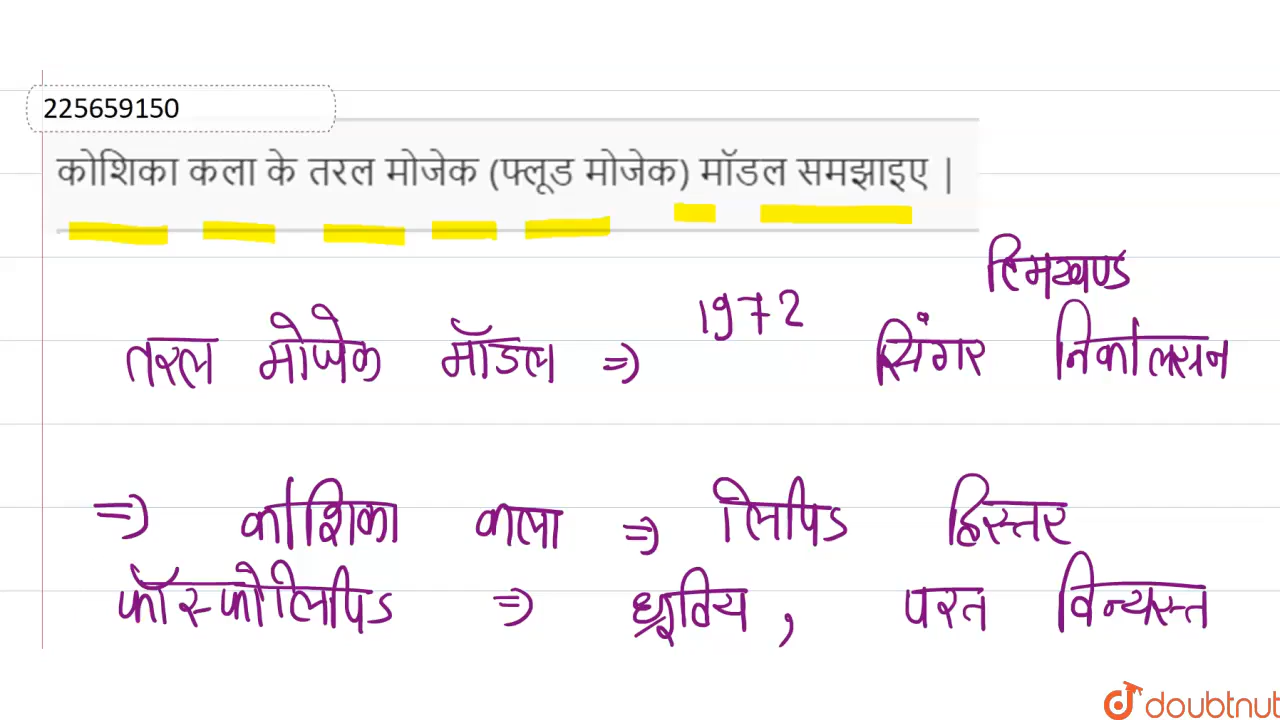 225659150
कोशिका कला के तरल मोजेक (फ्लूड मोजेक) मॉडल समझाइए |
हिमखण्ड
तरल मोजेक मॉडल ⇒ 1972 सिंगर निकोलसन
⇒ कोशिका कला ⇒ लिपिड द्विस्तर
फॉस्फोलिपिड ⇒ ध्रुविय, परत विन्यस्त
doubtnut